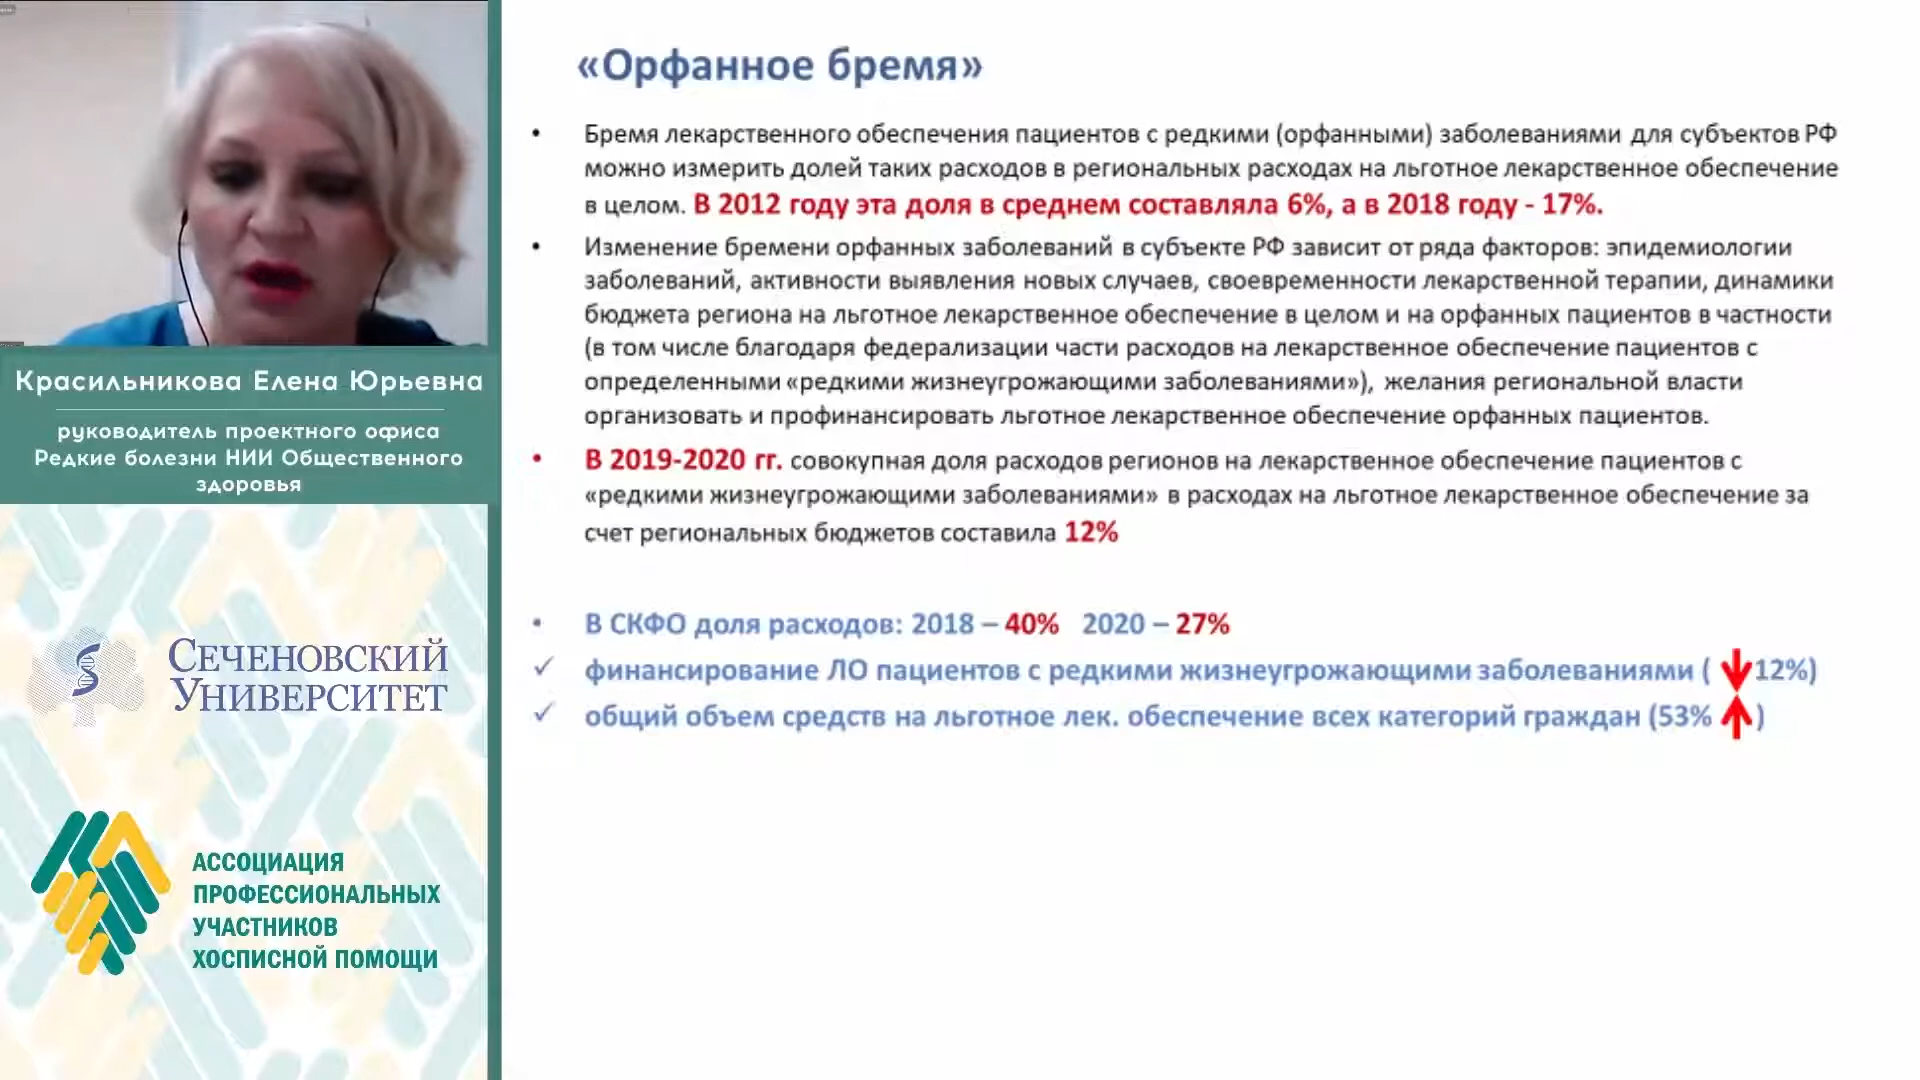 Красильникова Елена Юрьевна
руководитель проектного офиса
Редкие болезни НИИ Общественного
здоровья
СЕЧЕНОВСКИЙ
УНИВЕРСИТЕТ
АССОЦИАЦИЯ
ПРОФЕССИОНАЛЬНЫХ
УЧАСТНИКОВ
ХОСПИСНОЙ ПОМОЩИ
«Орфанное бремя»
• Бремя лекарственного обеспечения пациентов с редкими (орфанными) заболеваниями для субъектов РФ
можно измерить долей таких расходов в региональных расходах на льготное лекарственное обеспечение
в целом. В 2012 году эта доля в среднем составляла 6%, а в 2018 году - 17%.
• Изменение бремени орфанных заболеваний в субъекте РФ зависит от ряда факторов: эпидемиологии
заболеваний, активности выявления новых случаев, своевременности лекарственной терапии, динамики
бюджета региона на льготное лекарственное обеспечение в целом и на орфанных пациентов в частности
(в том числе благодаря федерализации части расходов на лекарственное обеспечение пациентов с
определенными «редкими жизнеугрожающими заболеваниями»), желания региональной власти
организовать и профинансировать льготное лекарственное обеспечение орфанных пациентов.
• В 2019-2020 гг. совокупная доля расходов регионов на лекарственное обеспечение пациентов с
«редкими жизнеугрожающими заболеваниями» в расходах на льготное лекарственное обеспечение за
счет региональных бюджетов составила 12%
• В СКФО доля расходов: 2018 – 40% 2020 – 27%
✓ финансирование ЛО пациентов с редкими жизнеугрожающими заболеваниями ( ↓12%)
✓ общий объем средств на льготное лек. обеспечение всех категорий граждан (53% ↑)